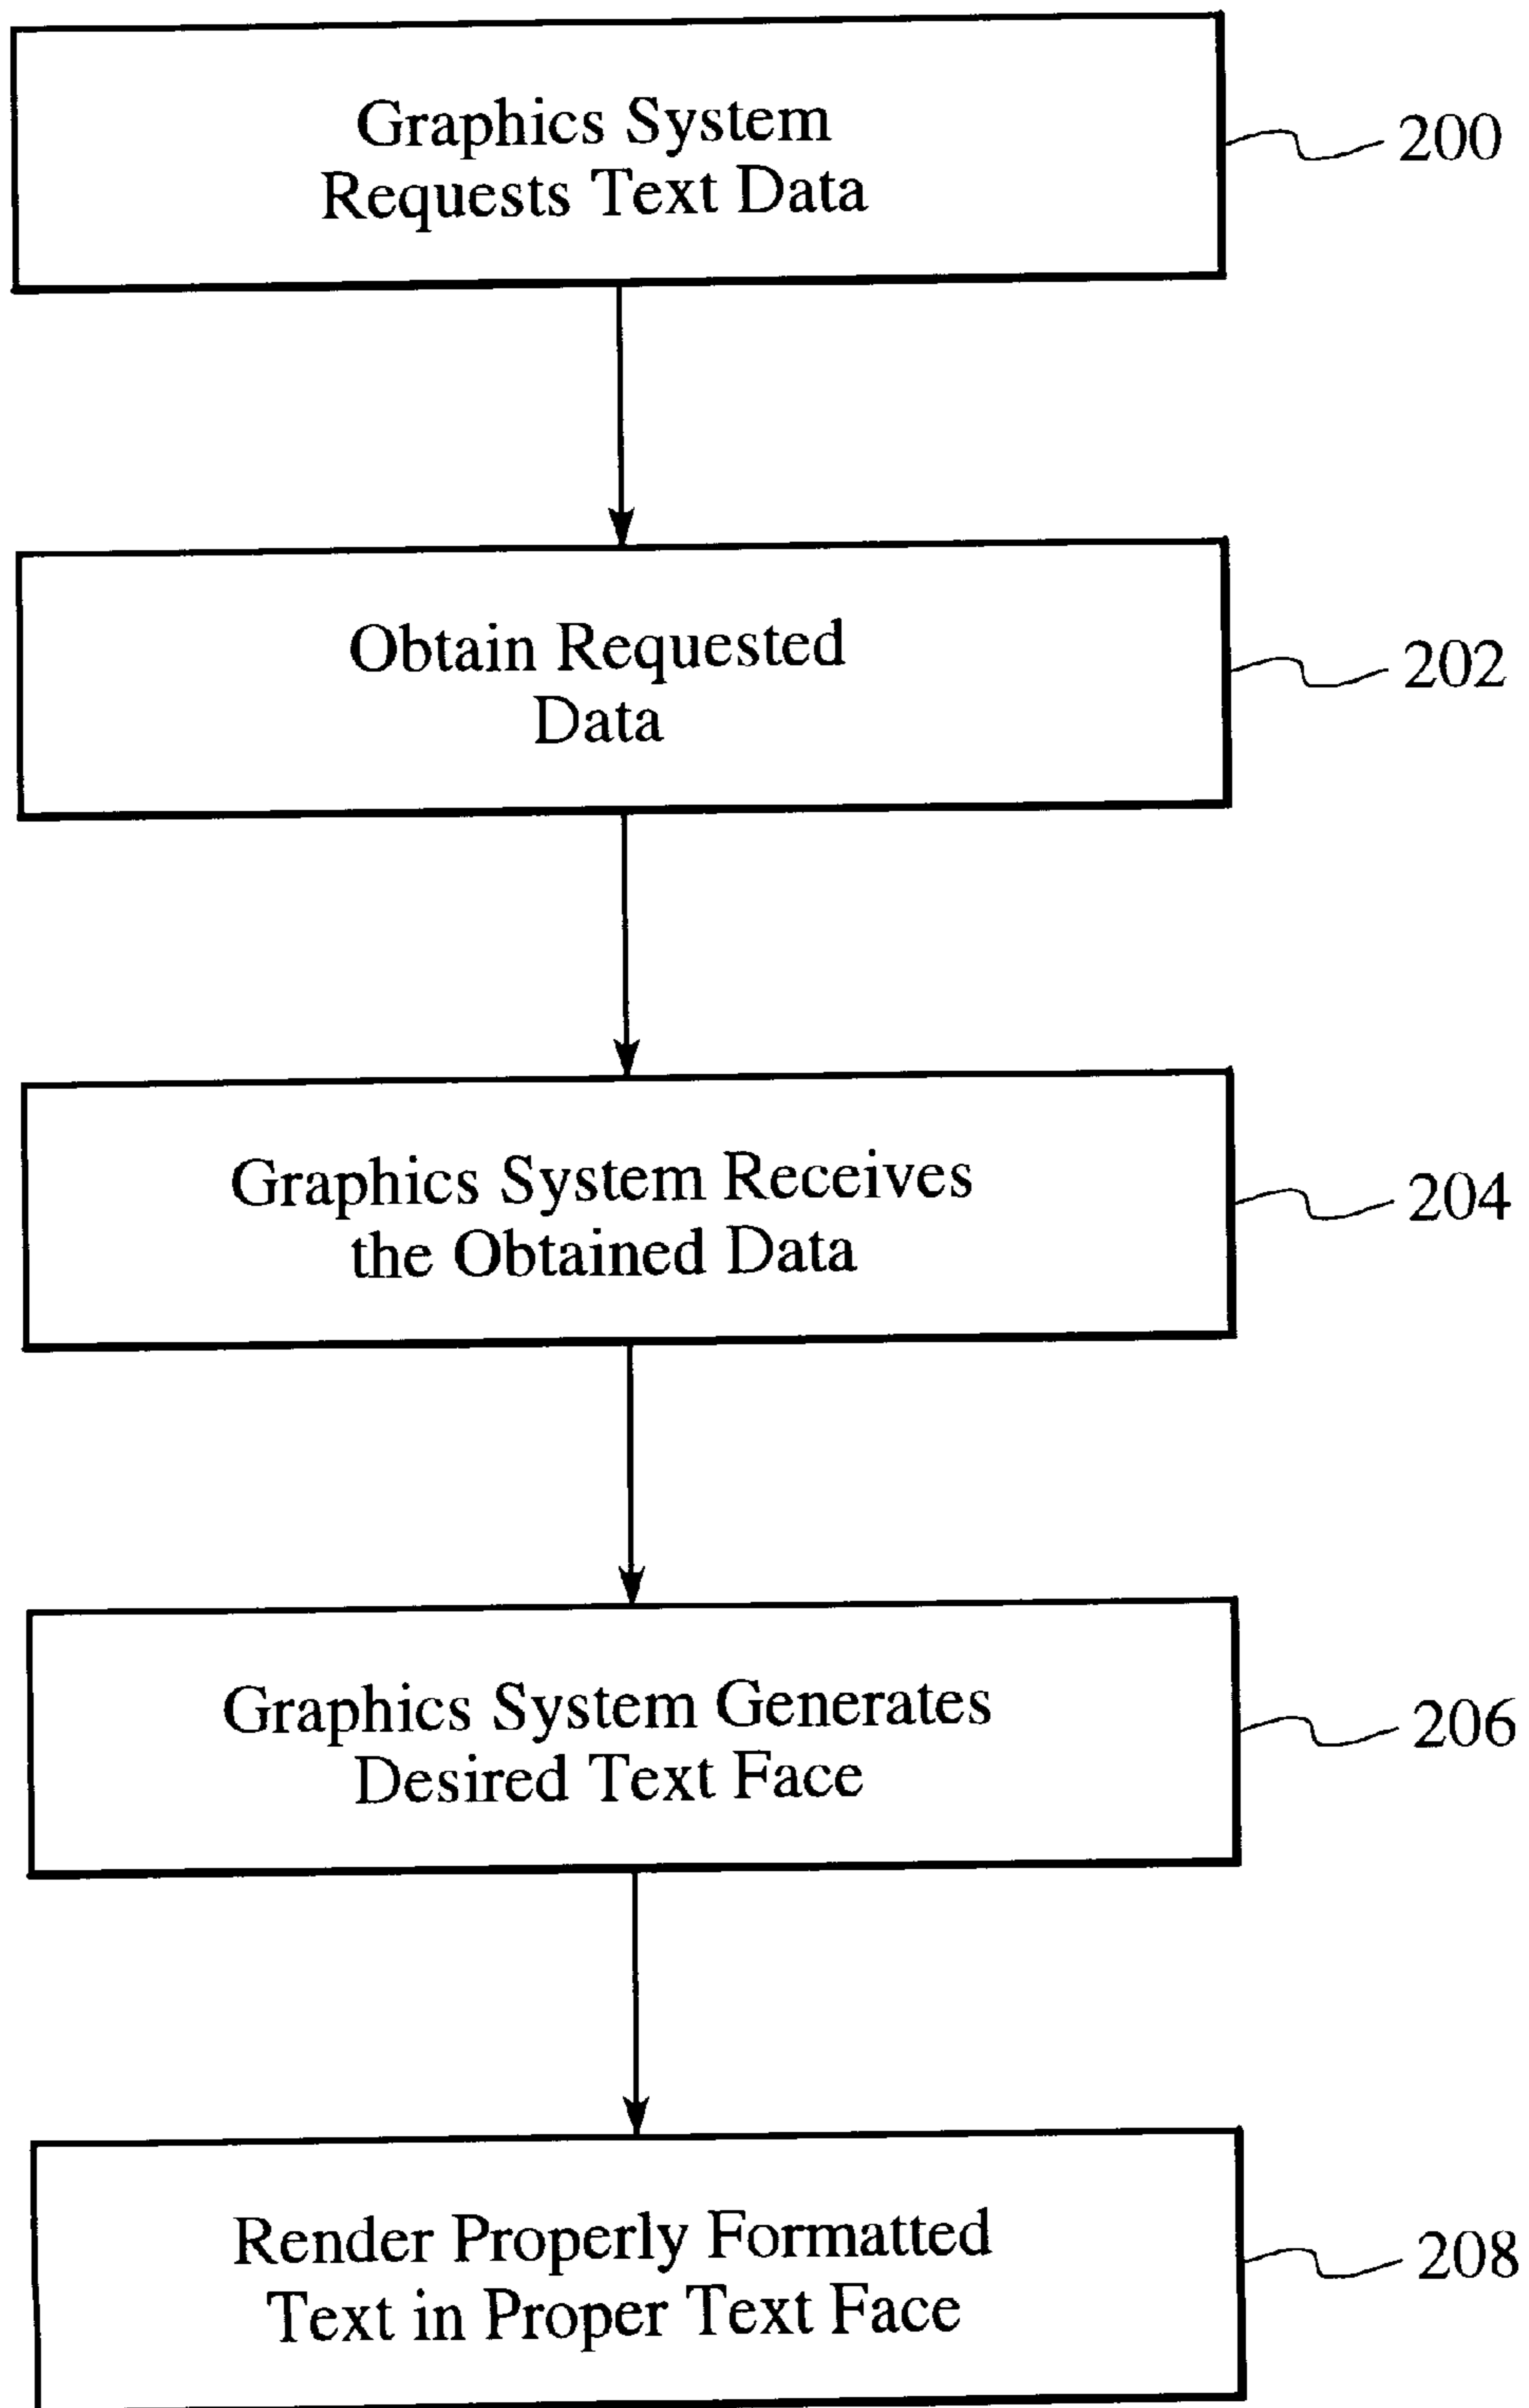 Graphics System
Requests Text Data
200
Obtain Requested
Data
202
Graphics System Receives
the Obtained Data
204
Graphics System Generates
Desired Text Face
206
Render Properly Formatted
Text in Proper Text Face
208